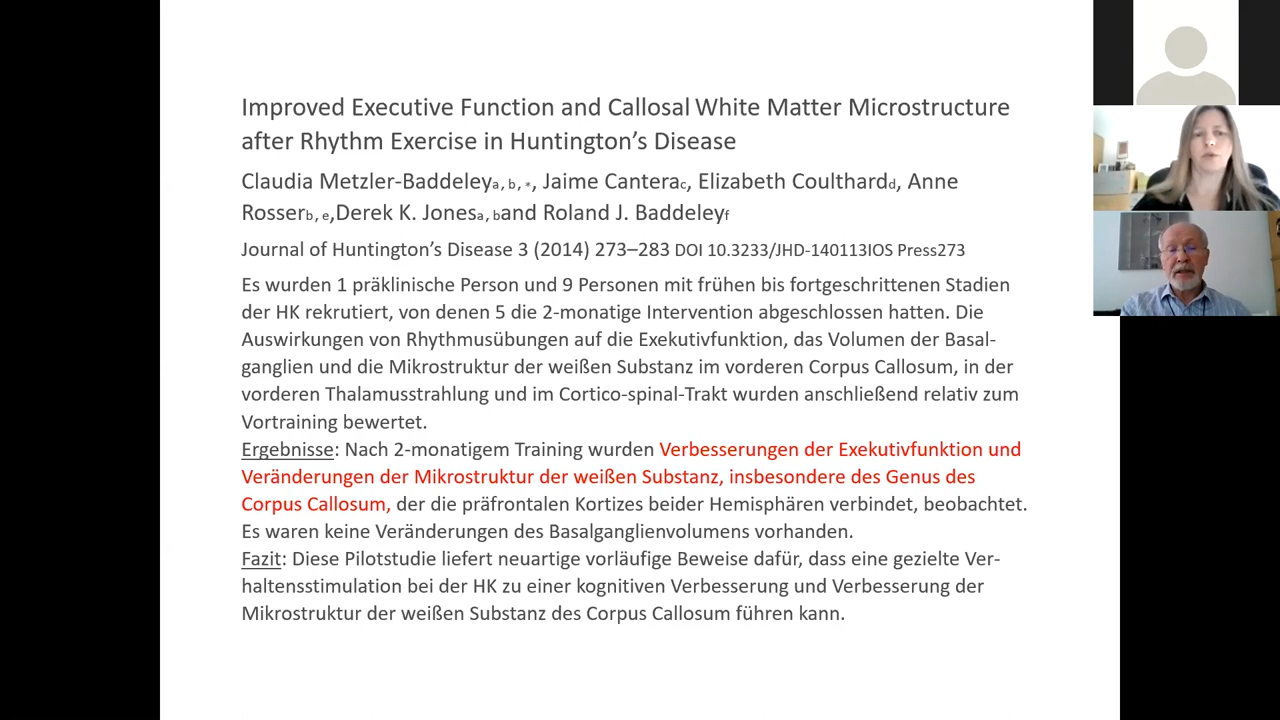 Improved Executive Function and Callosal White Matter Microstructure
after Rhythm Exercise in Huntington’s Disease
Claudia Metzler-Baddeleya, b, *, Jaime Canterac, Elizabeth Coulthardd, Anne
Rosserb, e,Derek K. Jonesa, band Roland J. Baddeleyf
Journal of Huntington’s Disease 3 (2014) 273–283 DOI 10.3233/JHD-140113IOS Press273
Es wurden 1 präklinische Person und 9 Personen mit frühen bis fortgeschrittenen Stadien
der HK rekrutiert, von denen 5 die 2-monatige Intervention abgeschlossen hatten. Die
Auswirkungen von Rhythmusübungen auf die Exekutivfunktion, das Volumen der Basal-
ganglien und die Mikrostruktur der weißen Substanz im vorderen Corpus Callosum, in der
vorderen Thalamusstrahlung und im Cortico-spinal-Trakt wurden anschließend relativ zum
Vortraining bewertet.
Ergebnisse: Nach 2-monatigem Training wurden Verbesserungen der Exekutivfunktion und
Veränderungen der Mikrostruktur der weißen Substanz, insbesondere des Genus des
Corpus Callosum, der die präfrontalen Kortizes beider Hemisphären verbindet, beobachtet.
Es waren keine Veränderungen des Basalganglienvolumens vorhanden.
Fazit: Diese Pilotstudie liefert neuartige vorläufige Beweise dafür, dass eine gezielte Ver-
haltensstimulation bei der HK zu einer kognitiven Verbesserung und Verbesserung der
Mikrostruktur der weißen Substanz des Corpus Callosum führen kann.